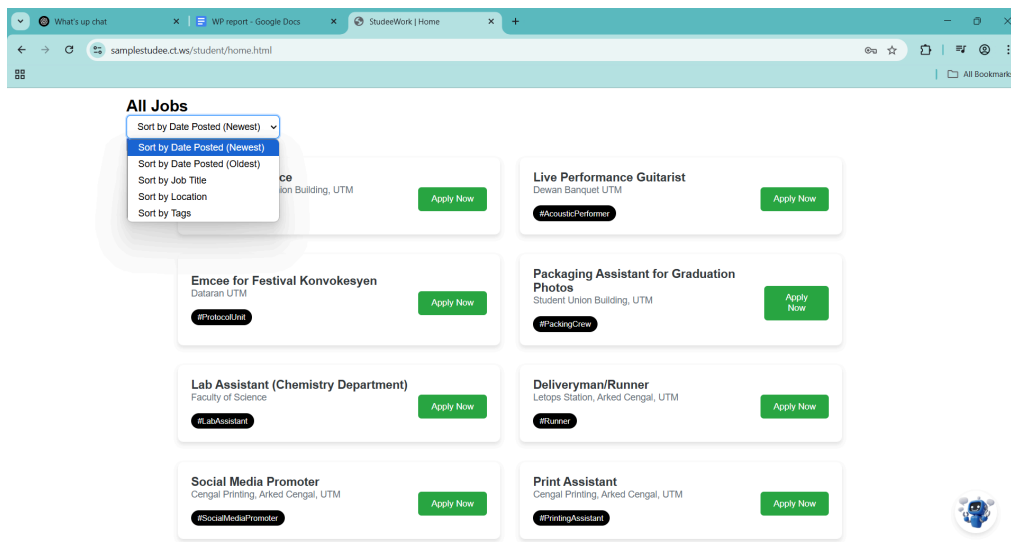 What's up chat
WP report - Google Docs
StudeeWork | Home
samplestudee.ct.ws/student/home.html
All Bookmarks
All Jobs
Sort by Date Posted (Newest)
Sort by Date Posted (Newest)
Sort by Date Posted (Oldest)
Sort by Job Title
Sort by Location
Sort by Tags
ce
ion Building, UTM
Apply Now
Live Performance Guitarist
Dewan Banquet UTM
#AcousticPerformer
Apply Now
Emcee for Festival Konvokesyen
Dataran UTM
#ProtocolUnit
Apply Now
Packaging Assistant for Graduation
Photos
Student Union Building, UTM
#PackingCrew
Apply
Now
Lab Assistant (Chemistry Department)
Faculty of Science
#LabAssistant
Apply Now
Deliveryman/Runner
Letops Station, Arked Cengal, UTM
#Runner
Apply Now
Social Media Promoter
Cengal Printing, Arked Cengal, UTM
#SocialMediaPromoter
Apply Now
Print Assistant
Cengal Printing, Arked Cengal, UTM
#PrintingAssistant
Apply Now